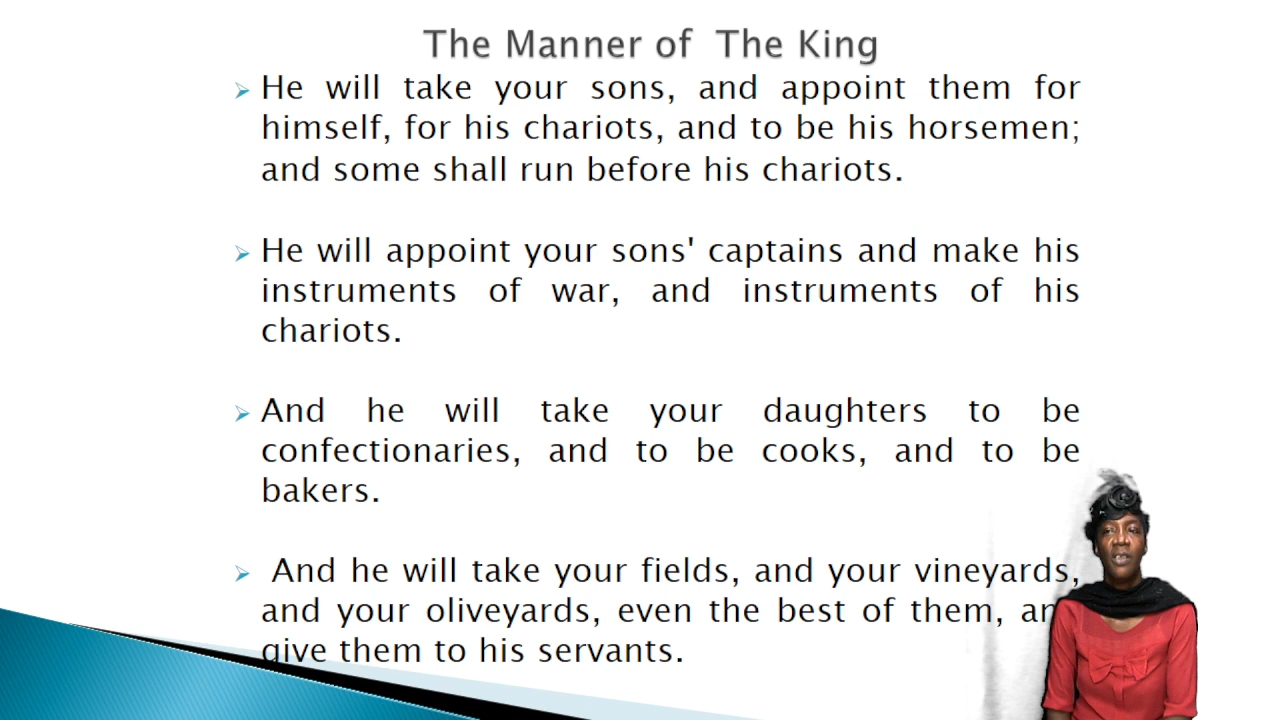 The Manner of The King
He will take your sons, and appoint them for
himself, for his chariots, and to be his horsemen;
and some shall run before his chariots.
He will appoint your sons' captains and make his
instruments of war, and instruments of his
chariots.
And he will take your daughters to be
confectionaries, and to be cooks, and to be
bakers.
And he will take your fields, and your vineyards,
and your oliveyards, even the best of them, an
give them to his servants.